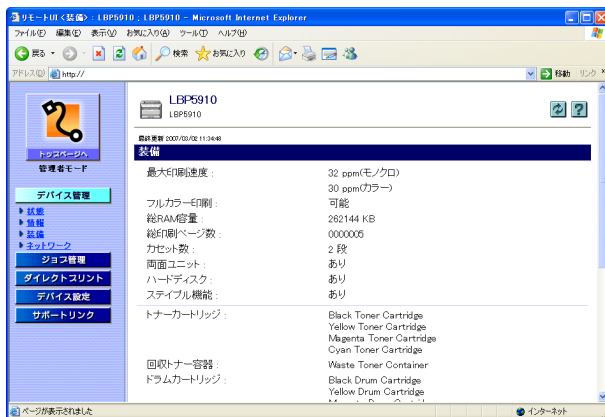 リモートUI <装備> : LBP5910 ; LBP5910 - Microsoft Internet Explorer
ファイル(F) 編集(E) 表示(V) お気に入り(A) ツール(T) ヘルプ(H)
戻る 検索 お気に入り
アドレス(D) http:// 移動 リンク
LBP5910
LBP5910
最終更新 2007/03/02 11:34:48
トップページへ
管理者モード
デバイス管理
状態
情報
装備
ネットワーク
ジョブ管理
ダイレクトプリント
デバイス設定
サポートリンク
装備
最大印刷速度 : 32 ppm(モノクロ)
30 ppm(カラー)
フルカラー印刷 : 可能
総RAM容量 : 262144 KB
総印刷ページ数 : 0000005
カセット数 : 2 段
両面ユニット : あり
ハードディスク : あり
ステイプル機能 : あり
トナーカートリッジ : Black Toner Cartridge
Yellow Toner Cartridge
Magenta Toner Cartridge
Cyan Toner Cartridge
回収トナー容器 : Waste Toner Container
ドラムカートリッジ : Black Drum Cartridge
Yellow Drum Cartridge
ページが表示されました インターネット